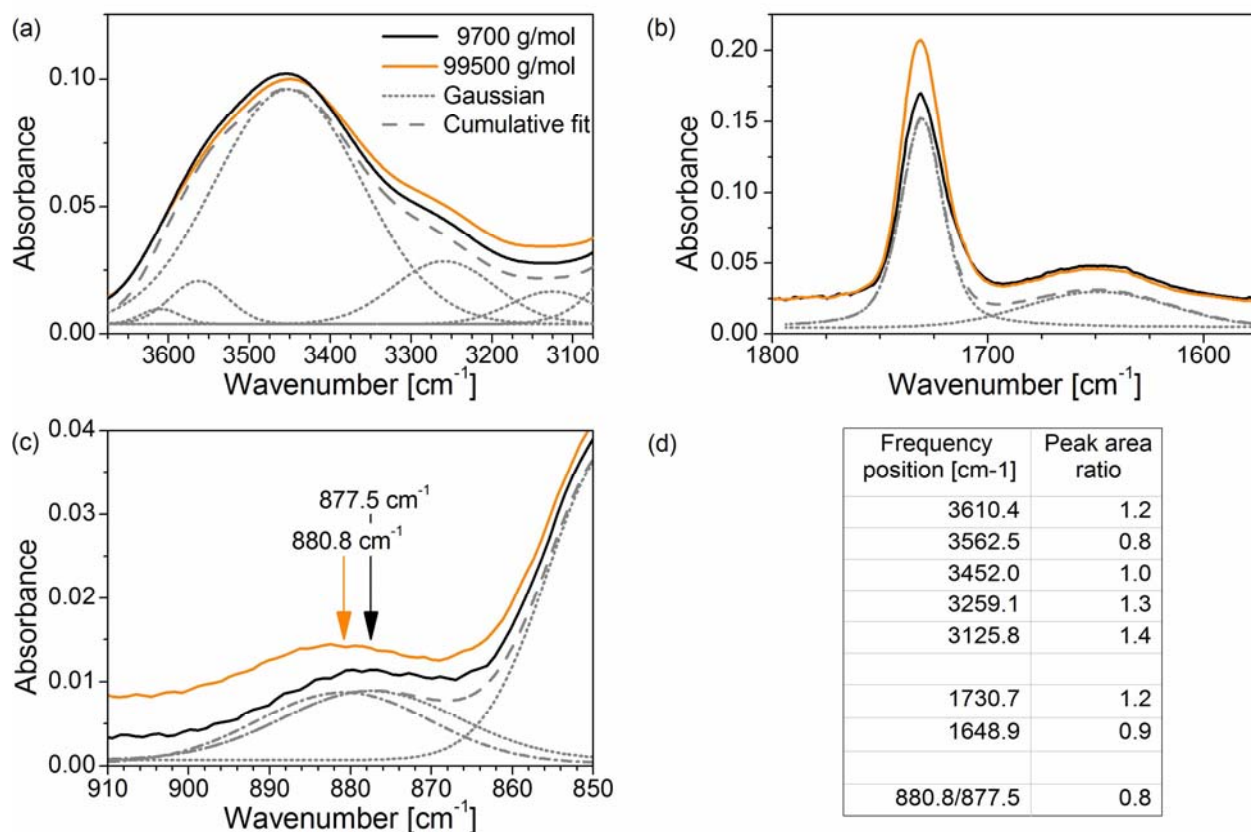 (a)
9700 g/mol
99500 g/mol
Gaussian
Cumulative fit
0.10
0.05
0.00
Absorbance
3600 3500 3400 3300 3200 3100
Wavenumber [cm⁻¹]
(b)
0.20
0.15
0.10
0.05
0.00
Absorbance
1800 1700 1600
Wavenumber [cm⁻¹]
(c)
0.04
0.03
0.02
0.01
0.00
Absorbance
877.5 cm⁻¹
880.8 cm⁻¹
910 900 890 880 870 860 850
Wavenumber [cm⁻¹]
(d)
Frequency Peak area
position [cm-1] ratio
3610.4 1.2
3562.5 0.8
3452.0 1.0
3259.1 1.3
3125.8 1.4
1730.7 1.2
1648.9 0.9
880.8/877.5 0.8